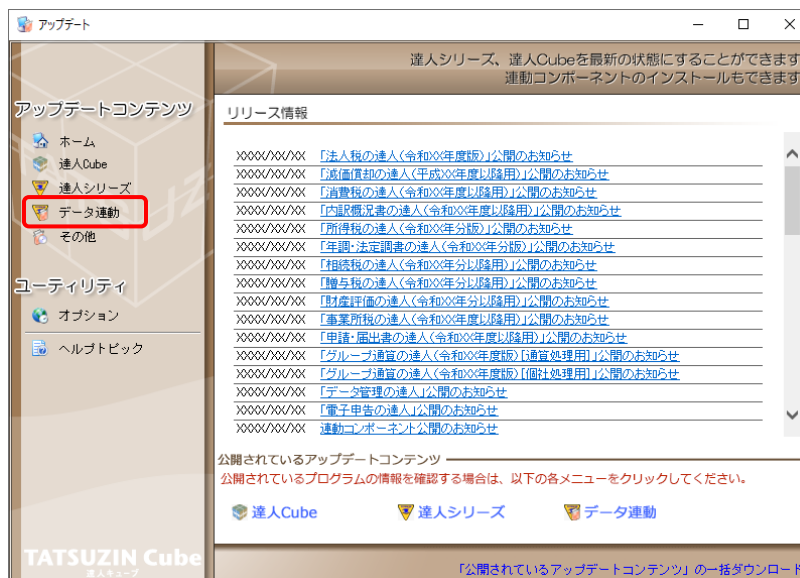 アップデート
達人シリーズ、達人Cubeを最新の状態にすることができます
連動コンポーネントのインストールもできます
アップデートコンテンツ
ホーム
達人Cube
達人シリーズ
データ連動
その他
ユーティリティ
オプション
ヘルプトピック
TATSUZIN Cube
達人キューブ
リリース情報
XXXX/XX/XX 「法人税の達人(令和XX年度版)」公開のお知らせ
XXXX/XX/XX 「減価償却の達人(平成XX年度以降用)」公開のお知らせ
XXXX/XX/XX 「消費税の達人(令和XX年度以降用)」公開のお知らせ
XXXX/XX/XX 「内訳概況書の達人(令和XX年度以降用)」公開のお知らせ
XXXX/XX/XX 「所得税の達人(令和XX年分版)」公開のお知らせ
XXXX/XX/XX 「年調・法定調書の達人(令和XX年分版)」公開のお知らせ
XXXX/XX/XX 「相続税の達人(令和XX年分以降用)」公開のお知らせ
XXXX/XX/XX 「贈与税の達人(令和XX年分以降用)」公開のお知らせ
XXXX/XX/XX 「財産評価の達人(令和XX年分以降用)」公開のお知らせ
XXXX/XX/XX 「事業所税の達人(令和XX年度以降用)」公開のお知らせ
XXXX/XX/XX 「申請・届出書の達人(令和XX年度以降用)」公開のお知らせ
XXXX/XX/XX 「グループ通算の達人(令和XX年度版)[通算処理用]」公開のお知らせ
XXXX/XX/XX 「グループ通算の達人(令和XX年度版)[個社処理用]」公開のお知らせ
XXXX/XX/XX 「データ管理の達人」公開のお知らせ
XXXX/XX/XX 「電子申告の達人」公開のお知らせ
XXXX/XX/XX 連動コンポーネント公開のお知らせ
公開されているアップデートコンテンツ
公開されているプログラムの情報を確認する場合は、以下の各メニューをクリックしてください。
達人Cube 達人シリーズ データ連動
「公開されているアップデートコンテンツ」の一括ダウンロード